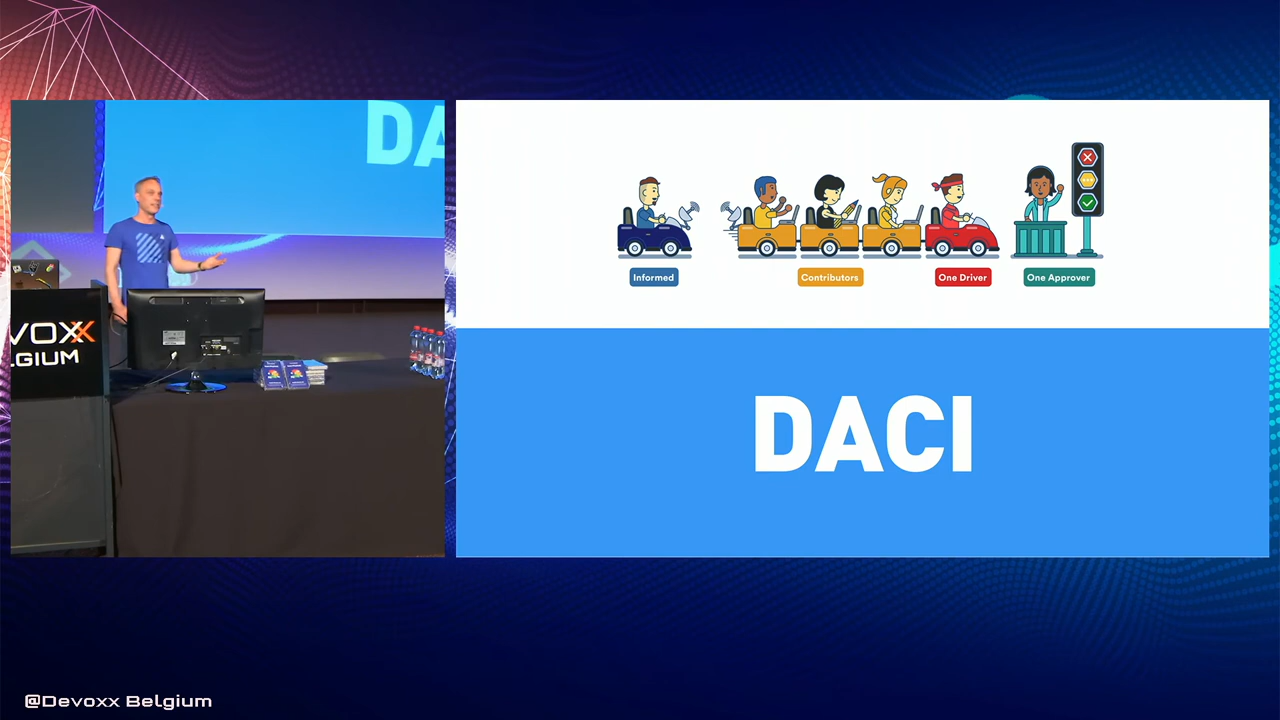 DA
VOXX
LGIUM
Informed
Contributors
One Driver
One Approver
DACI
@Devoxx Belgium